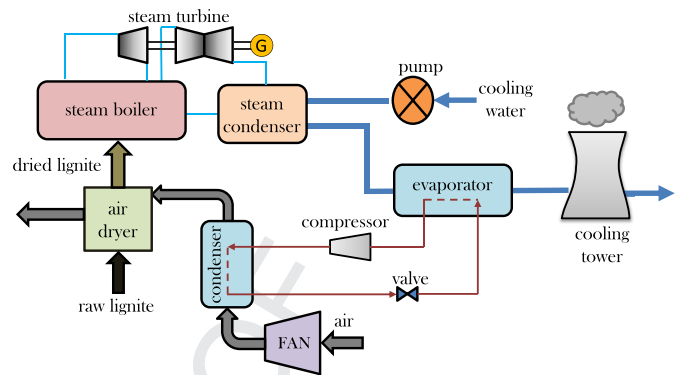 steam turbine
G
pump
steam boiler
steam
condenser
cooling
water
dried lignite
evaporator
air
dryer
condenser
compressor
cooling
tower
valve
raw lignite
air
FAN